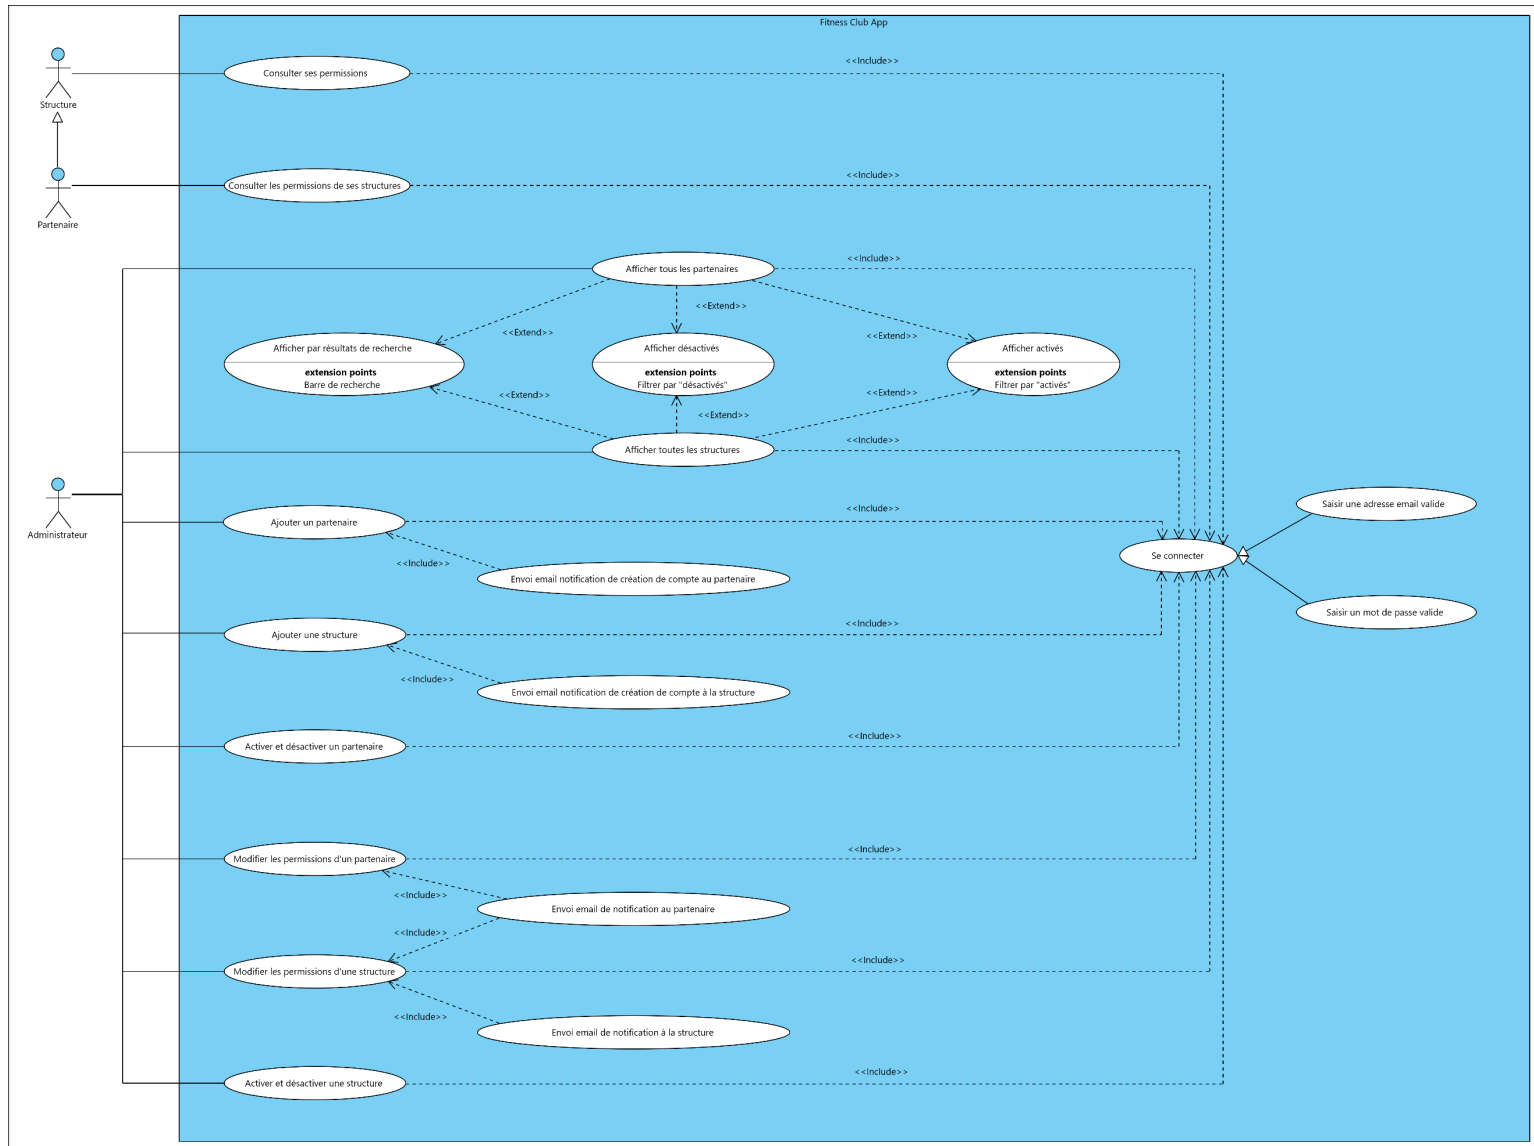 Fitness Club App
Structure
Consulter ses permissions
<<Include>>
Partenaire
Consulter les permissions de ses structures
<<Include>>
Afficher tous les partenaires
<<Include>>
<<Extend>>
<<Extend>>
<<Extend>>
Afficher par résultats de recherche
extension points
Barre de recherche
Afficher désactivés
extension points
Filtrer par "désactivés"
Afficher activés
extension points
Filtrer par "activés"
<<Extend>>
<<Extend>>
<<Extend>>
Afficher toutes les structures
<<Include>>
Administrateur
Ajouter un partenaire
<<Include>>
<<Include>>
Envoi email notification de création de compte au partenaire
Saisir une adresse email valide
Se connecter
Saisir un mot de passe valide
Ajouter une structure
<<Include>>
<<Include>>
Envoi email notification de création de compte à la structure
Activer et désactiver un partenaire
<<Include>>
Modifier les permissions d'un partenaire
<<Include>>
<<Include>>
Envoi email de notification au partenaire
<<Include>>
Modifier les permissions d'une structure
<<Include>>
<<Include>>
Envoi email de notification à la structure
Activer et désactiver une structure
<<Include>>